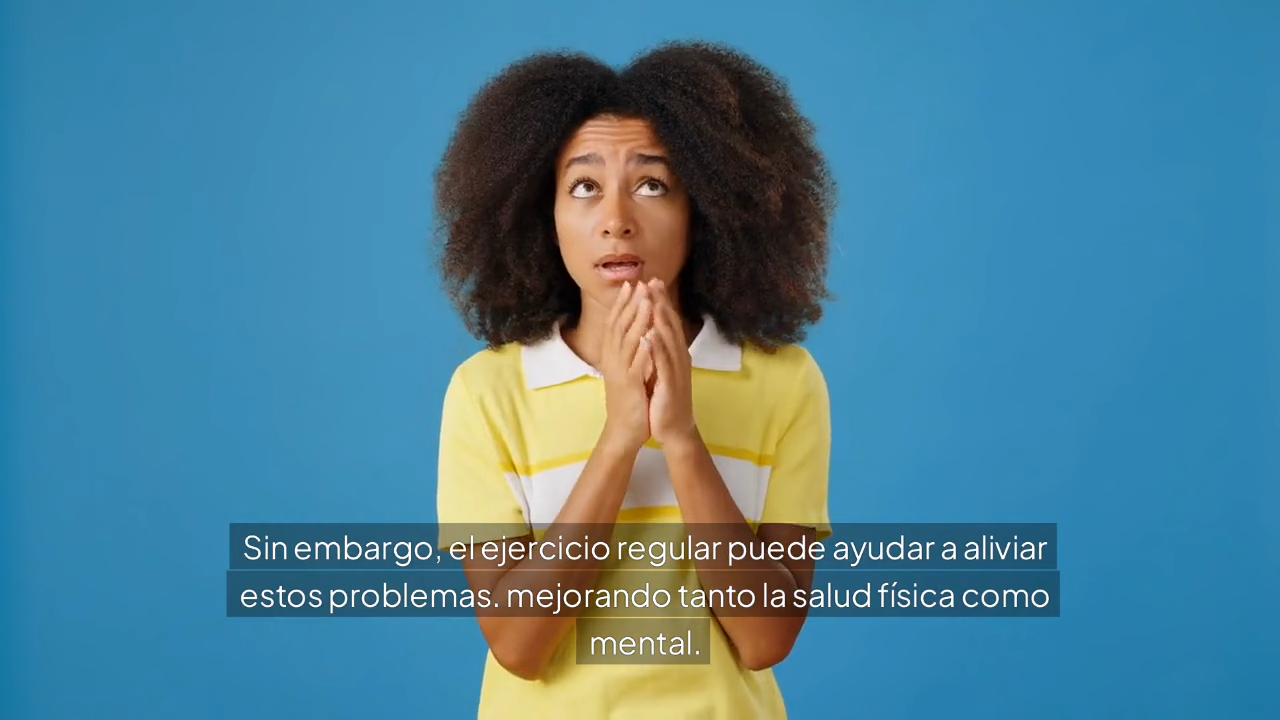 Sin embargo, el ejercicio regular puede ayudar a aliviar
estos problemas. mejorando tanto la salud física como
mental.